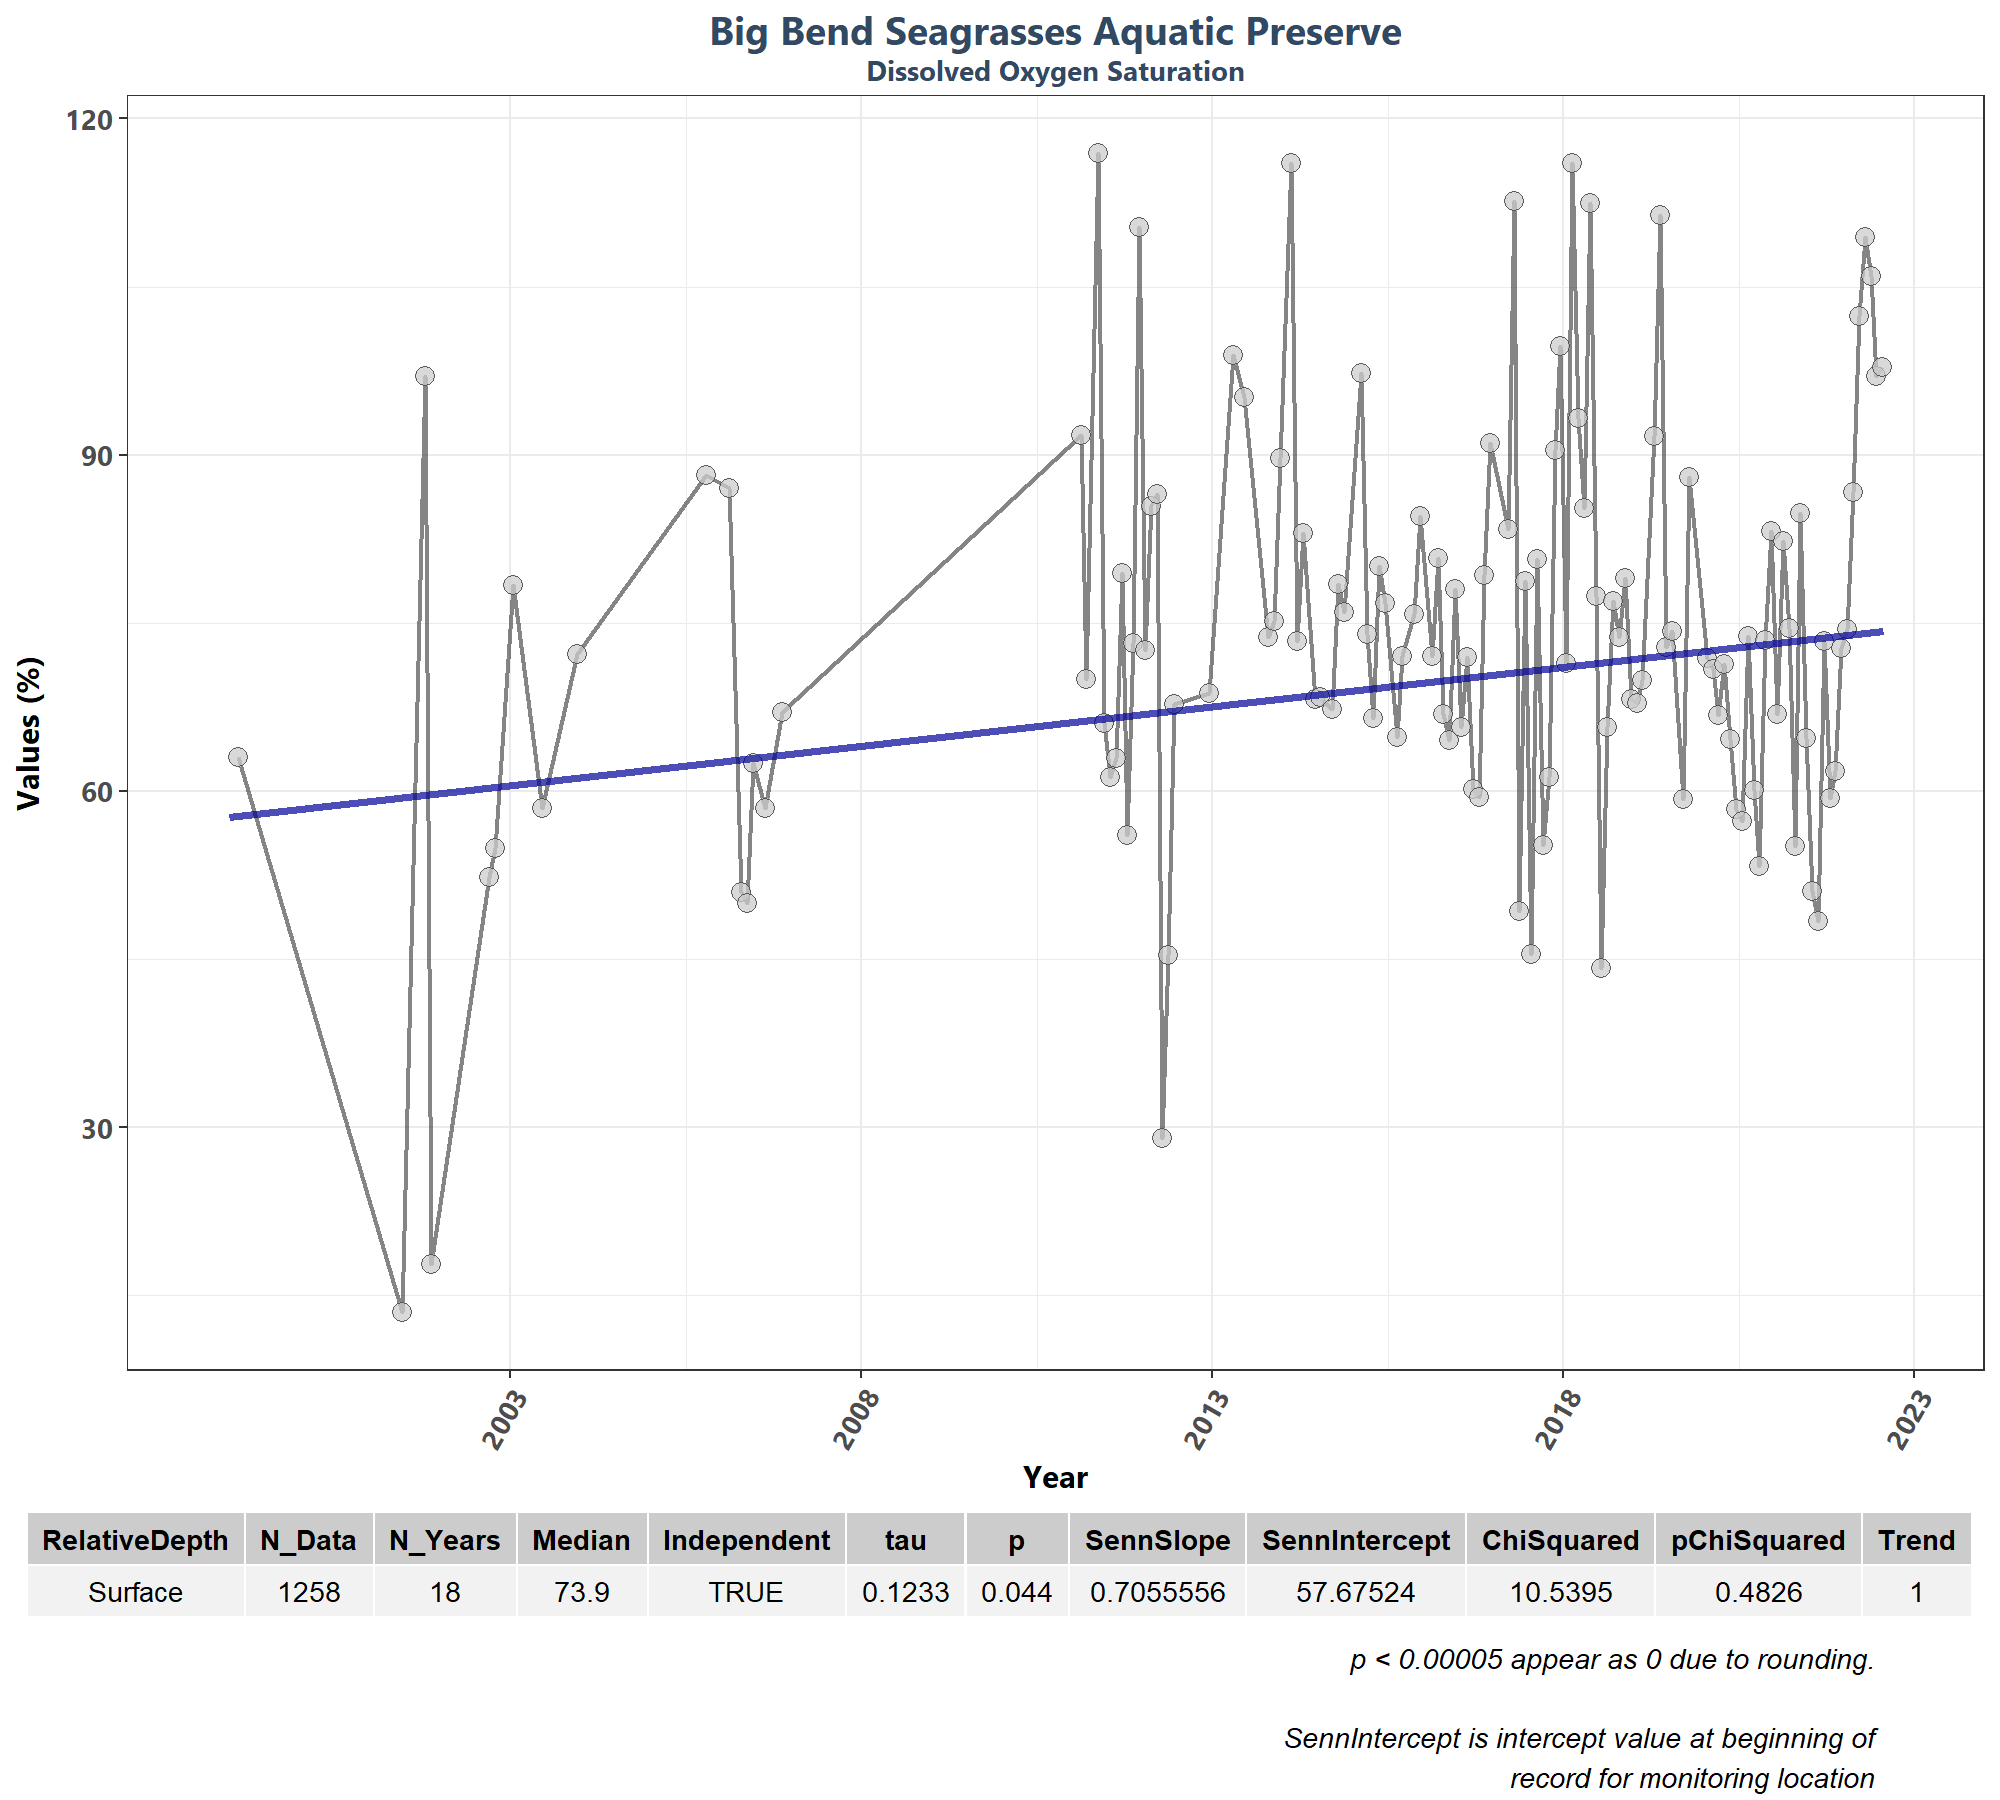 Big Bend Seagrasses Aquatic Preserve
Dissolved Oxygen Saturation
120
90
60
30
Values (%)
2003
2008
2013
2018
2023
Year
RelativeDepth N_Data N_Years Median Independent tau p SennSlope SennIntercept ChiSquared pChiSquared Trend
Surface 1258 18 73.9 TRUE 0.1233 0.044 0.7055556 57.67524 10.5395 0.4826 1
p < 0.00005 appear as 0 due to rounding.
SennIntercept is intercept value at beginning of
record for monitoring location